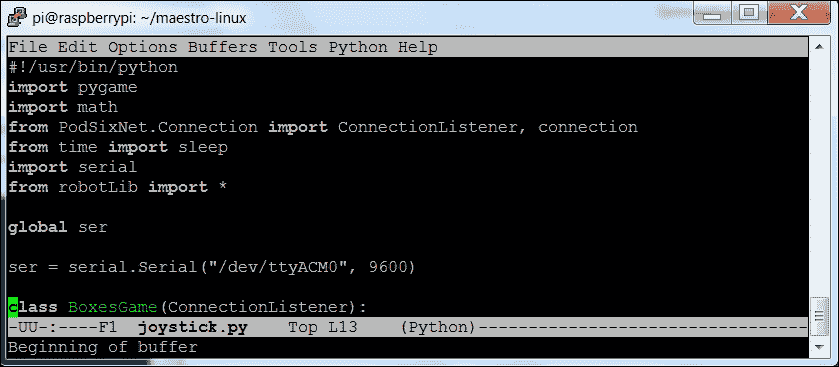 pi@raspberrypi: ~/maestro-linux
File Edit Options Buffers Tools Python Help
#!/usr/bin/python
import pygame
import math
from PodSixNet.Connection import ConnectionListener, connection
from time import sleep
import serial
from robotLib import *
global ser
ser = serial.Serial("/dev/ttyACM0", 9600)
class BoxesGame(ConnectionListener):
-UU-:----F1  joystick.py    Top L13    (Python)---------------------------------
Beginning of buffer